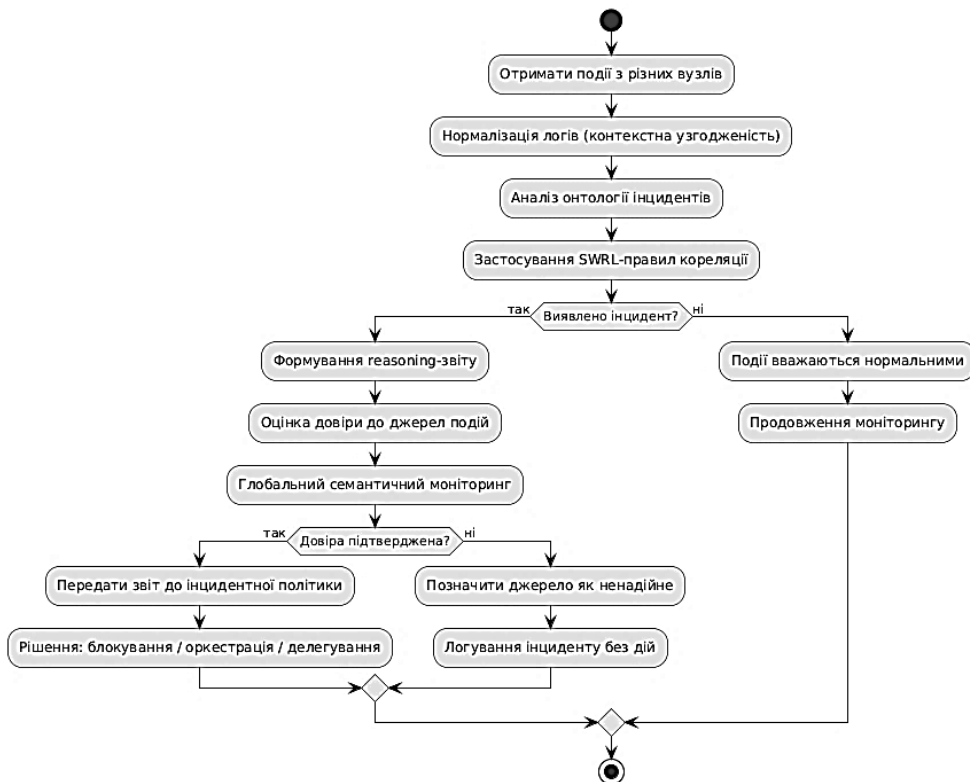 Отримати події з різних вузлів
Нормалізація логів (контекстна узгодженість)
Аналіз онтології інцидентів
Застосування SWRL-правил кореляції
так
Виявлено інцидент?
ні
Формування reasoning-звіту
Події вважаються нормальними
Оцінка довіри до джерел подій
Продовження моніторингу
Глобальний семантичний моніторинг
так
Довіра підтверджена?
ні
Передати звіт до інцидентної політики
Позначити джерело як ненадійне
Рішення: блокування / оркестрація / делегування
Логування інциденту без дій